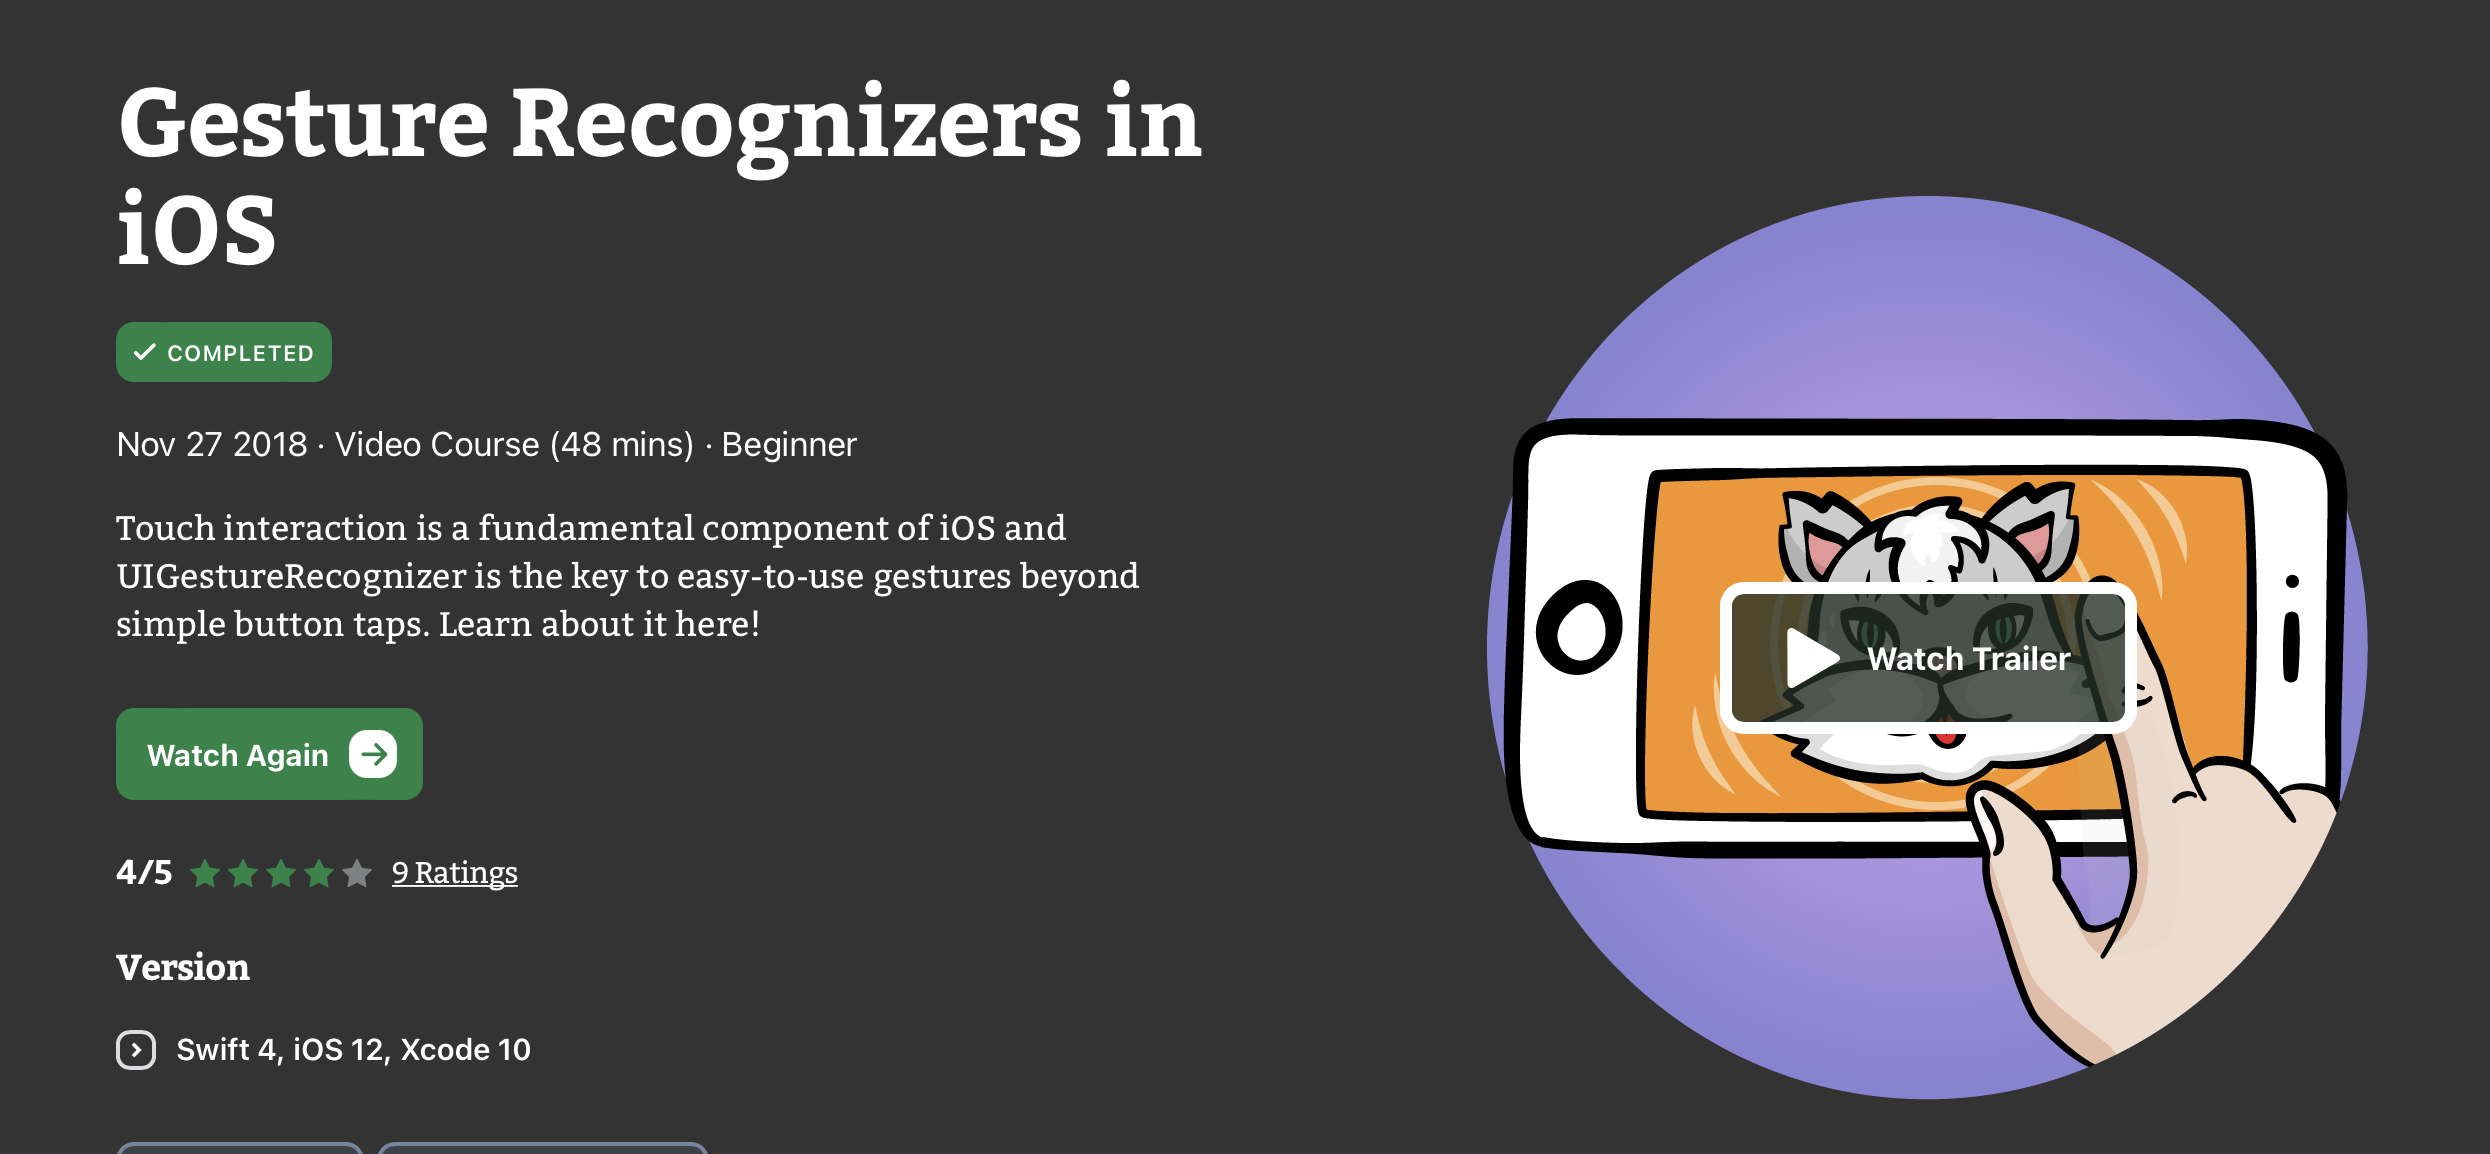 Gesture Recognizers in
iOS
COMPLETED
Nov 27 2018 · Video Course (48 mins) · Beginner
Touch interaction is a fundamental component of iOS and
UIGestureRecognizer is the key to easy-to-use gestures beyond
simple button taps. Learn about it here!
Watch Trailer
Watch Again
4/5 9 Ratings
Version
Swift 4, iOS 12, Xcode 10